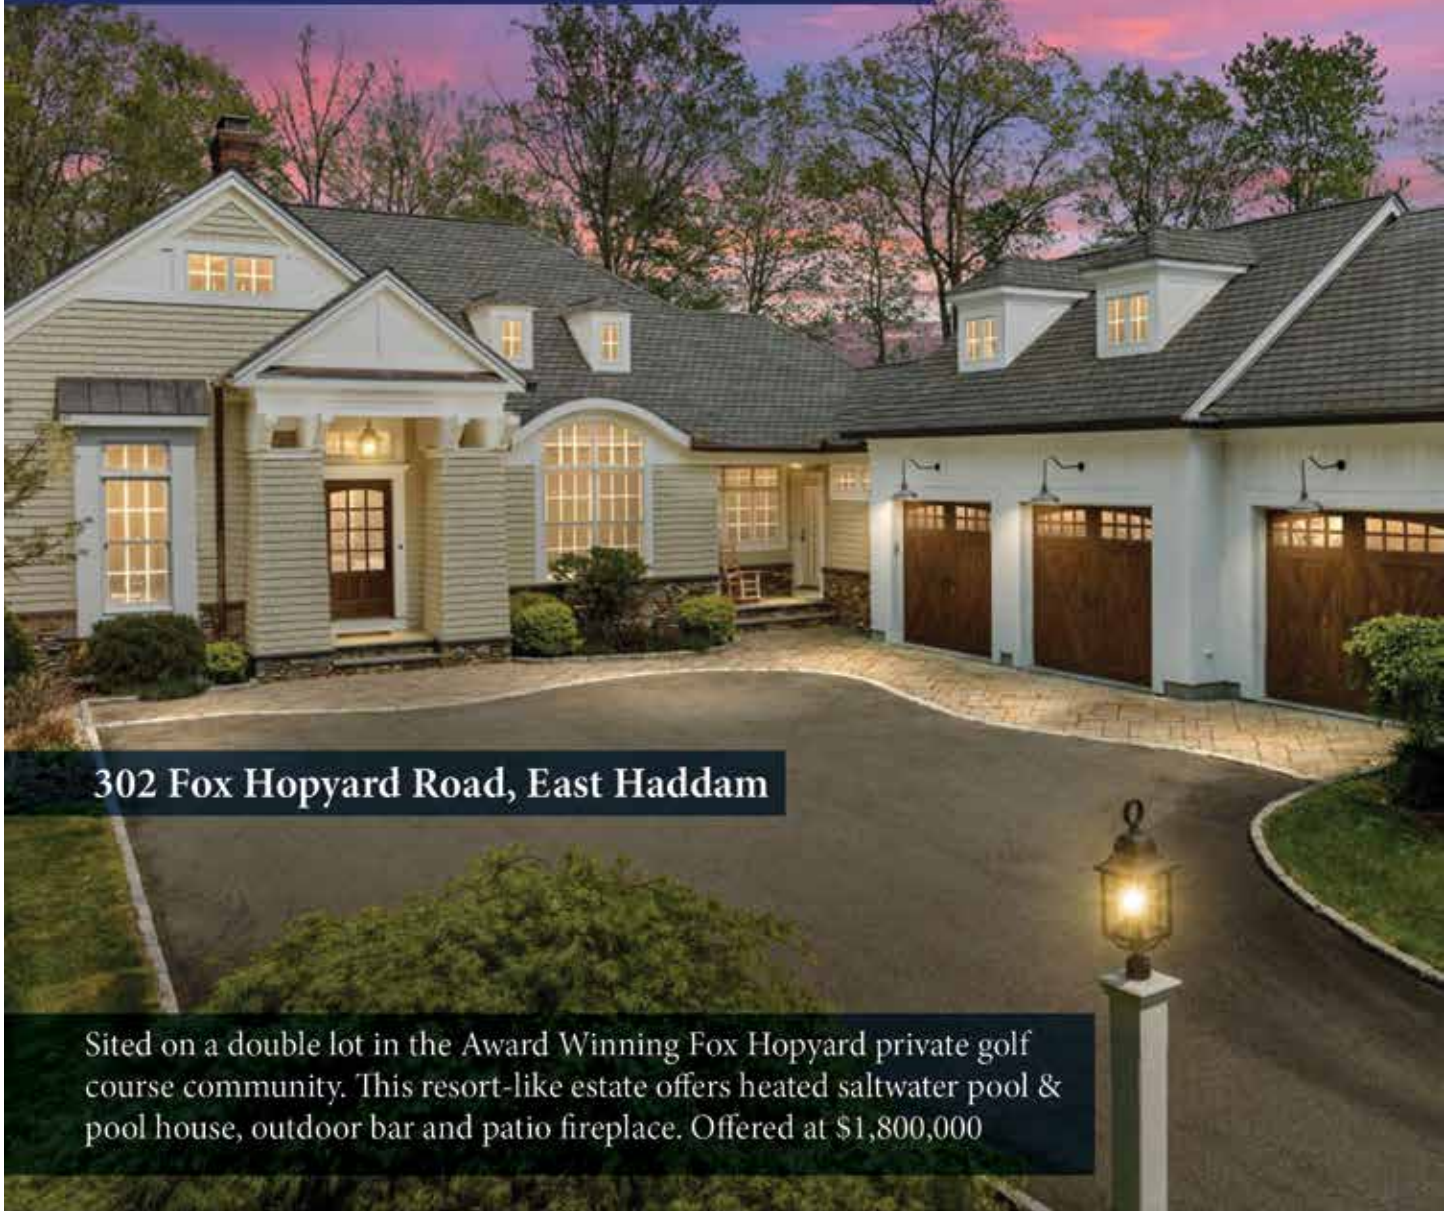 302 Fox Hopyard Road, East Haddam
Sited on a double lot in the Award Winning Fox Hopyard private golf
course community. This resort-like estate offers heated saltwater pool &
pool house, outdoor bar and patio fireplace. Offered at $1,800,000